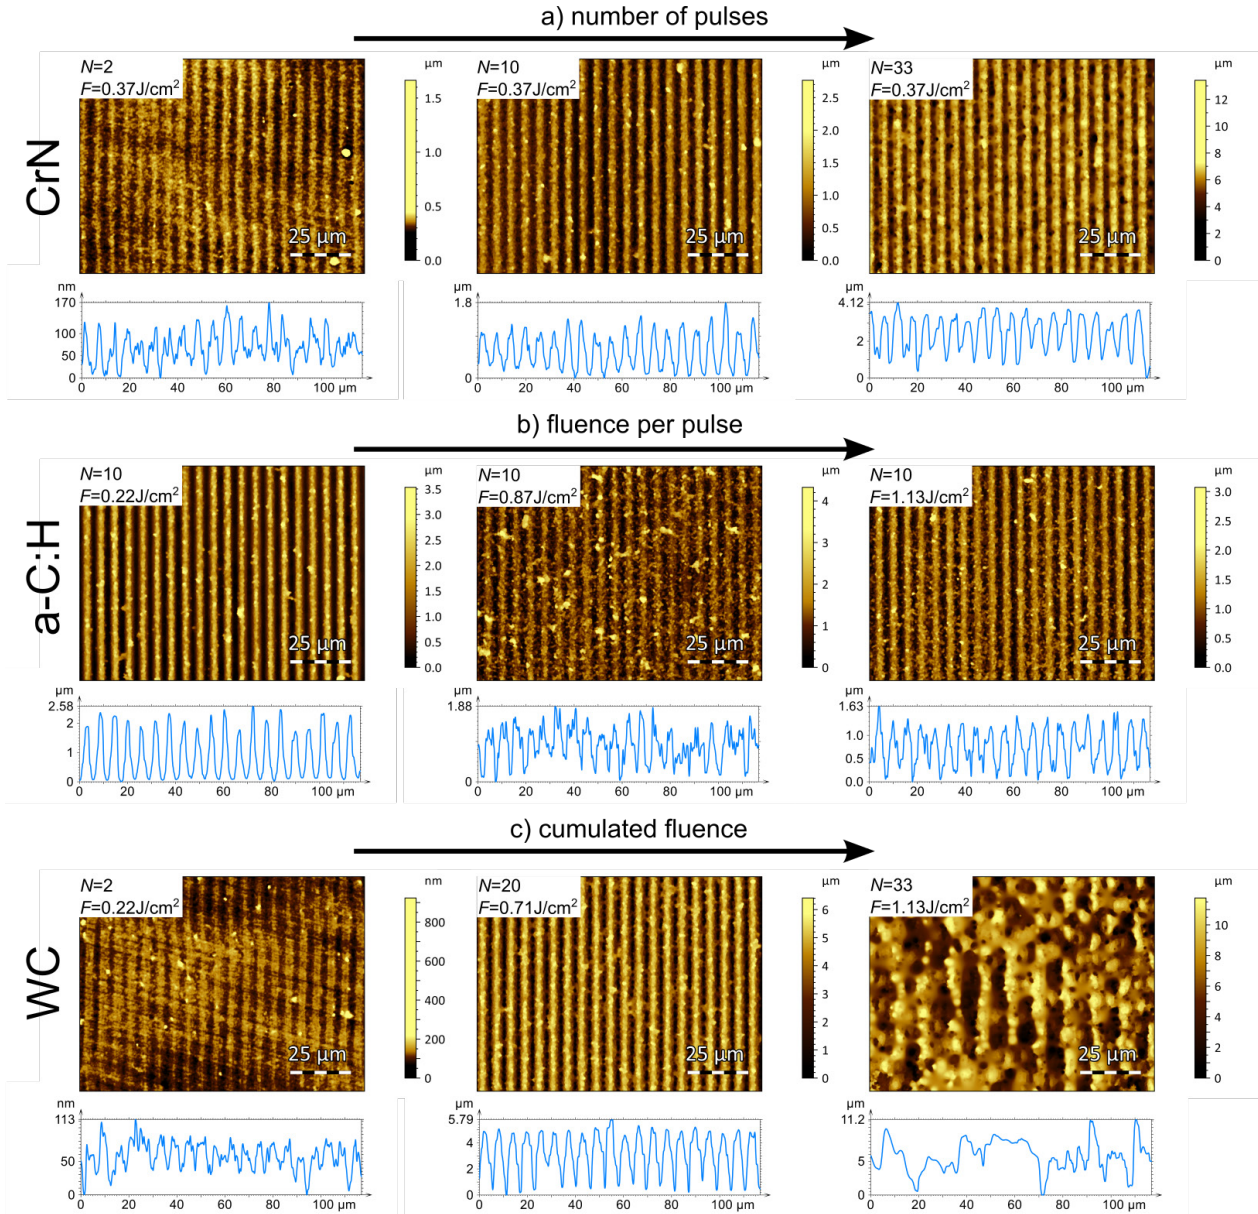 a) number of pulses
CrN
N=2
F=0.37J/cm²
25 µm
µm
1.5
1.0
0.5
0.0
N=10
F=0.37J/cm²
25 µm
µm
2.5
2.0
1.5
1.0
0.5
0.0
N=33
F=0.37J/cm²
25 µm
µm
12
10
8
6
4
2
0
nm
170
100
50
0
0 20 40 60 80 100 µm
1.8
0
0 20 40 60 80 100 µm
4.12
2
0
0 20 40 60 80 100 µm
b) fluence per pulse
a-C:H
N=10
F=0.22J/cm²
25 µm
µm
3.5
3.0
2.5
2.0
1.5
1.0
0.5
0.0
N=10
F=0.87J/cm²
25 µm
µm
4
3
2
1
0
N=10
F=1.13J/cm²
25 µm
µm
3.0
2.5
2.0
1.5
1.0
0.5
0.0
µm
2.58
2
1
0
0 20 40 60 80 100 µm
µm
1.88
0
0 20 40 60 80 100 µm
µm
1.63
1.0
0.5
0.0
0 20 40 60 80 100 µm
c) cumulated fluence
WC
N=2
F=0.22J/cm²
25 µm
nm
800
600
400
200
0
N=20
F=0.71J/cm²
25 µm
µm
6
5
4
3
2
1
0
N=33
F=1.13J/cm²
25 µm
µm
10
8
6
4
2
0
nm
113
50
0
0 20 40 60 80 100 µm
µm
5.79
4
2
0
0 20 40 60 80 100 µm
µm
11.2
5
0
0 20 40 60 80 100 µm